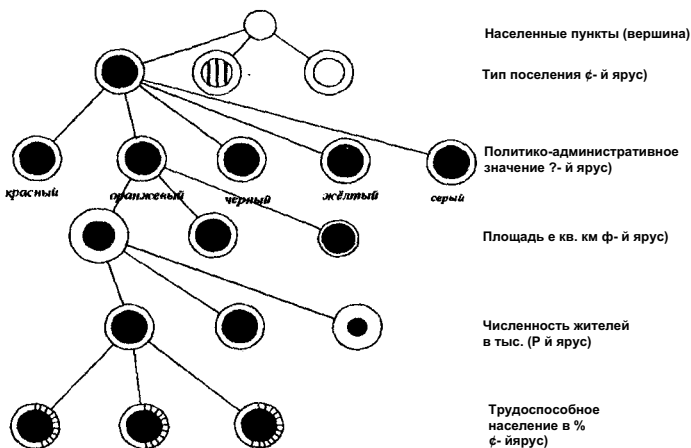 Населенные пункты (вершина)
Тип поселения ¢- й ярус)
Политико-административное
значение ?- й ярус)
красный
оранженый
черный
жёлтый
серый
Площадь е кв. км ф- й ярус)
Численность жителей
в тыс. (Р й ярус)
Трудоспособное
население в %
¢- йярус)